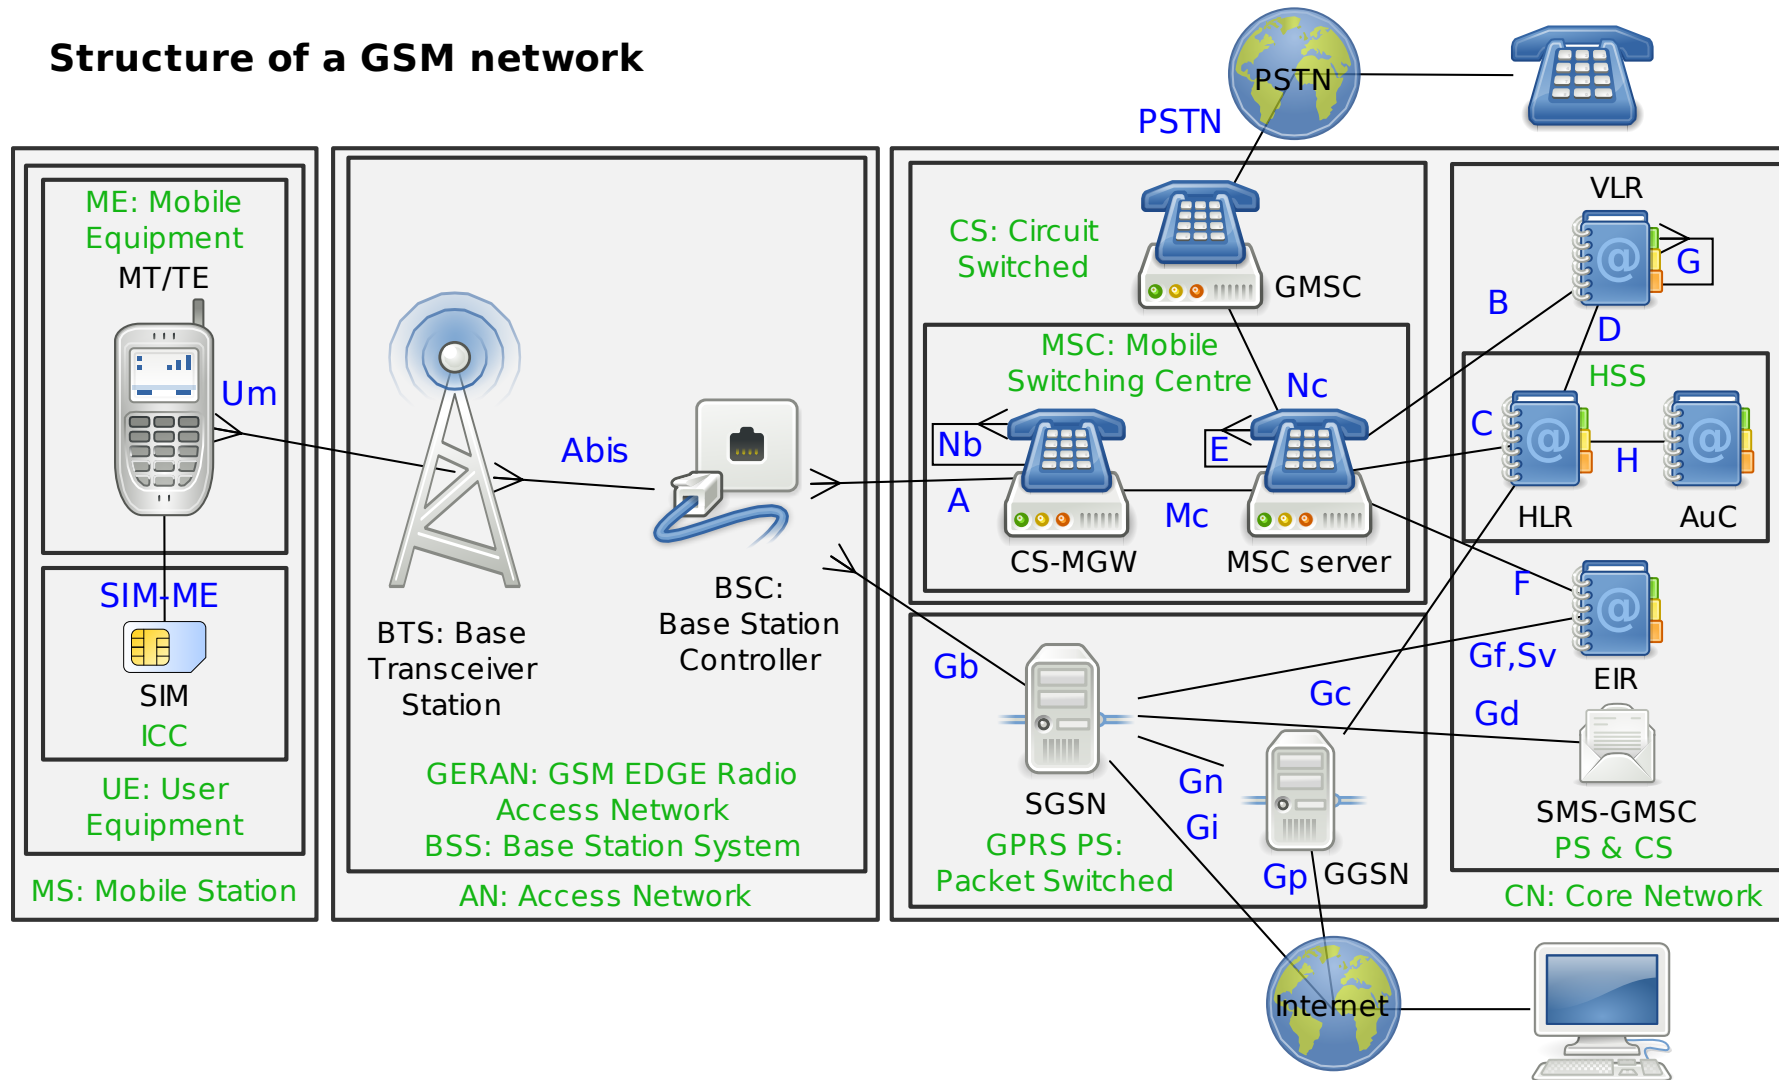 Structure of a GSM network
PSTN
PSTN
ME: Mobile
Equipment
MT/TE
Um
SIM-ME
SIM
ICC
UE: User
Equipment
MS: Mobile Station
Abis
BTS: Base
Transceiver
Station
BSC:
Base Station
Controller
GERAN: GSM EDGE Radio
Access Network
BSS: Base Station System
AN: Access Network
CS: Circuit
Switched
GMSC
MSC: Mobile
Switching Centre
Nc
Nb
E
A
Mc
CS-MGW
MSC server
Gb
SGSN
GPRS PS:
Packet Switched
Gn
Gi
Gp
GGSN
Gc
VLR
G
B
D
HSS
C
H
HLR
AuC
F
Gf,Sv
EIR
Gd
SMS-GMSC
PS & CS
CN: Core Network
Internet